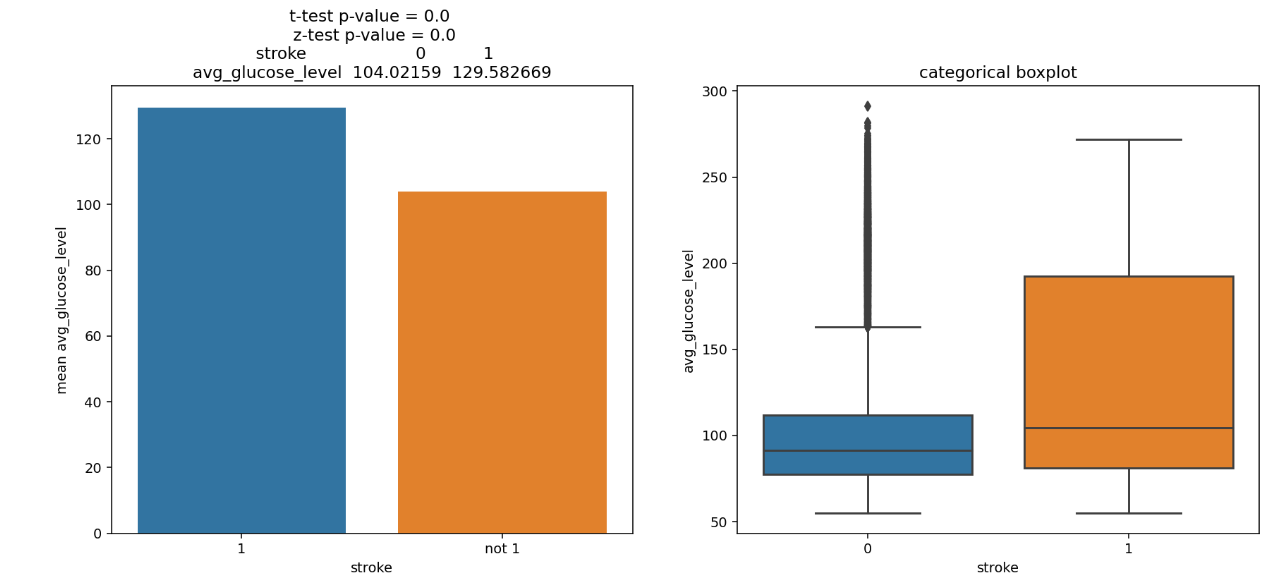 t-test p-value = 0.0
z-test p-value = 0.0
stroke 0 1
avg_glucose_level 104.02159 129.582669
mean avg_glucose_level
120
100
80
60
40
20
0
1 not 1
stroke
categorical boxplot
avg_glucose_level
300
250
200
150
100
50
0 1
stroke